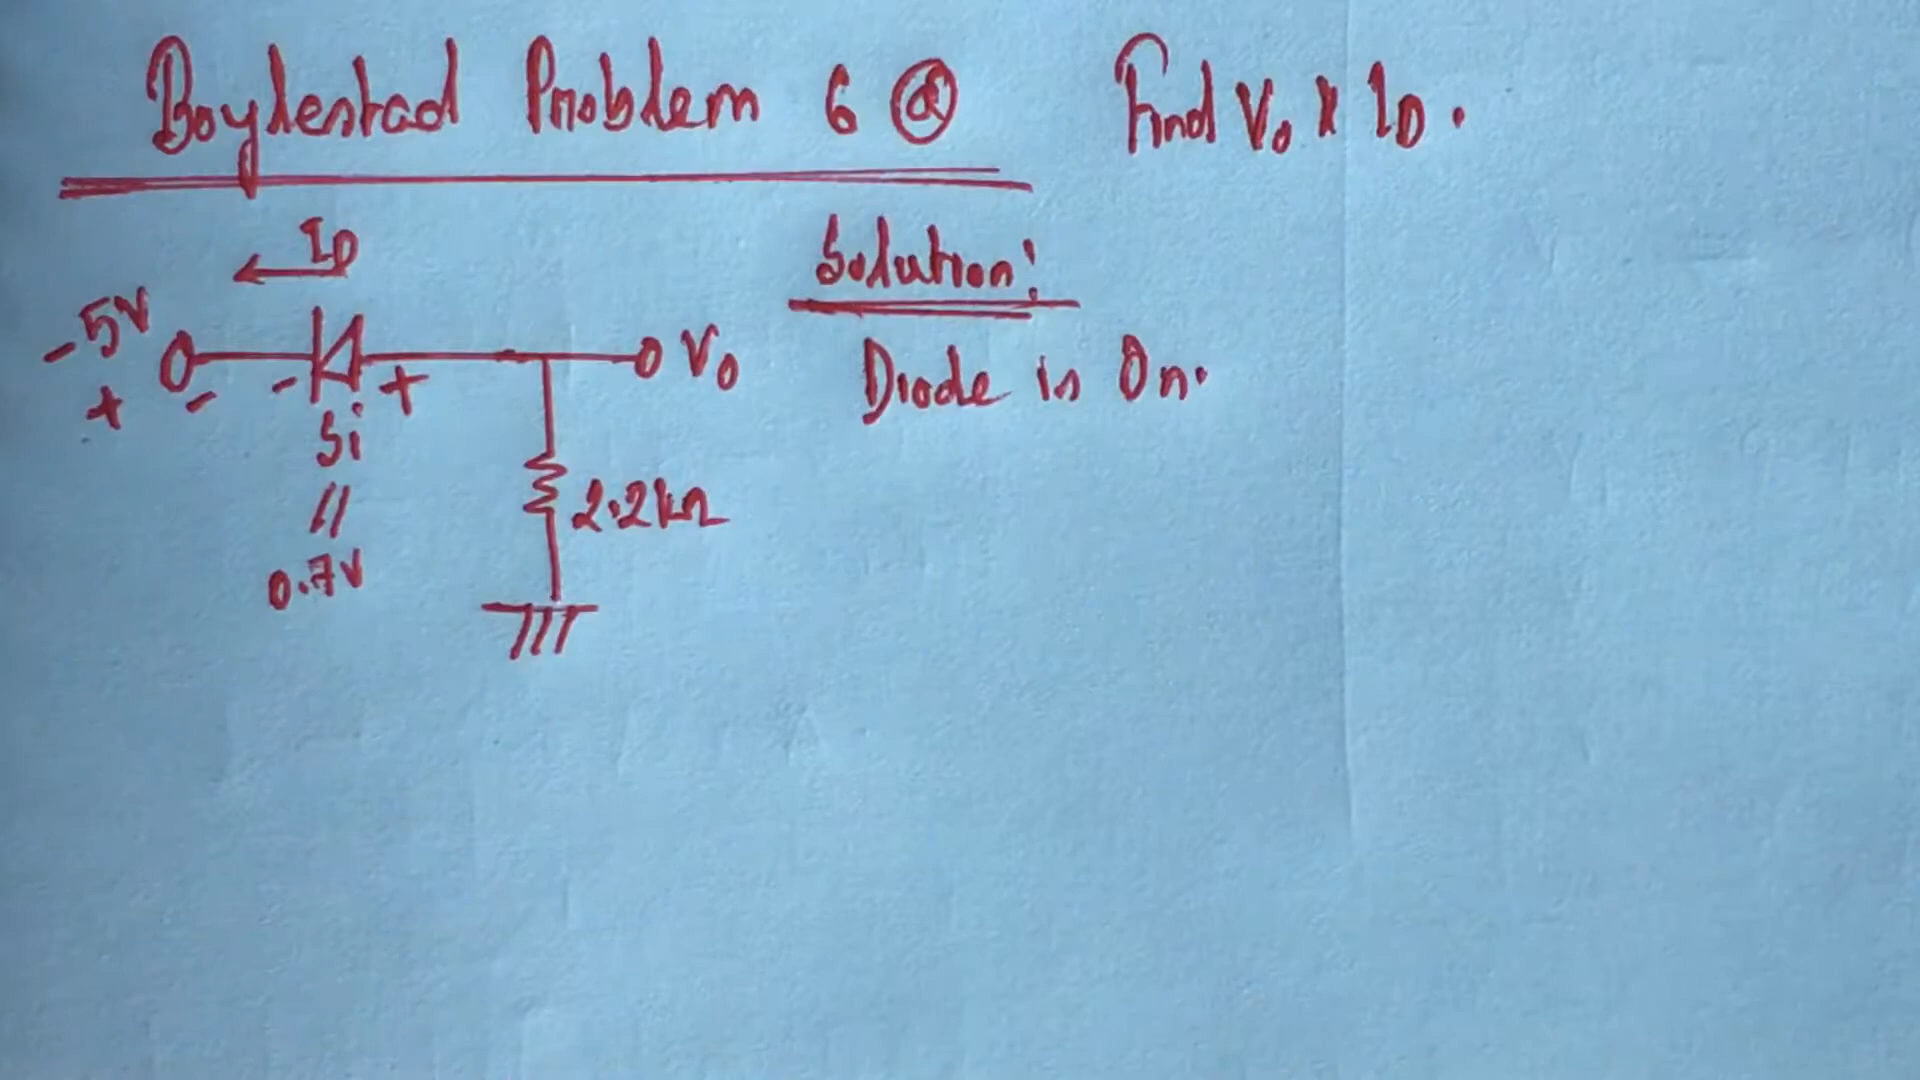 Boylestad Problem 6 ⓐ
Find V₀ & I_D.
I_D
Solution:
-5V
- +
+ -
V₀
Diode is On.
Si
||
2.2kΩ
0.7V